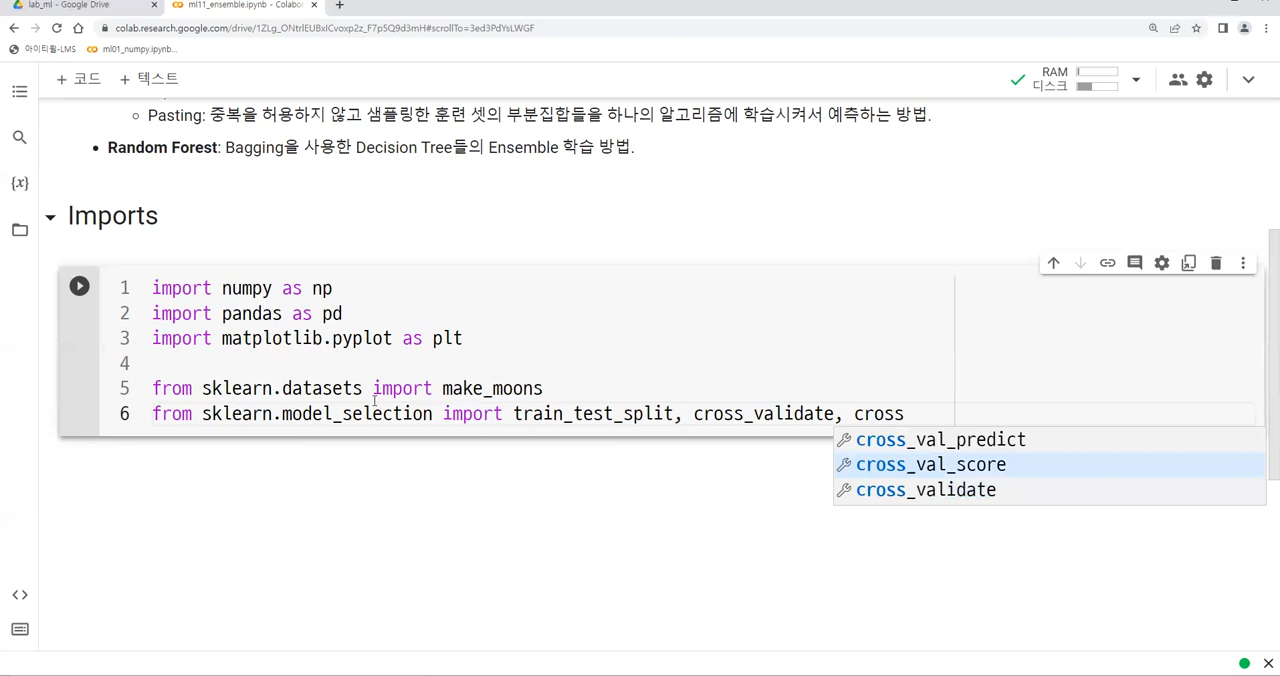 lab_ml - Google Drive
ml11_ensemble.ipynb - Colabor
colab.research.google.com/drive/1ZLg_ONtrlEUBxlCvoxp2z_F7p5Q9d3mH#scrollTo=3ed3PdYsLWGF
아이티윌-LMS
ml01_numpy.ipynb...
+ 코드 + 텍스트
RAM
디스크
Pasting: 중복을 허용하지 않고 샘플링한 훈련 셋의 부분집합들을 하나의 알고리즘에 학습시켜서 예측하는 방법.
Random Forest: Bagging을 사용한 Decision Tree들의 Ensemble 학습 방법.
Imports
1 import numpy as np
2 import pandas as pd
3 import matplotlib.pyplot as plt
4
5 from sklearn.datasets import make_moons
6 from sklearn.model_selection import train_test_split, cross_validate, cross
cross_val_predict
cross_val_score
cross_validate